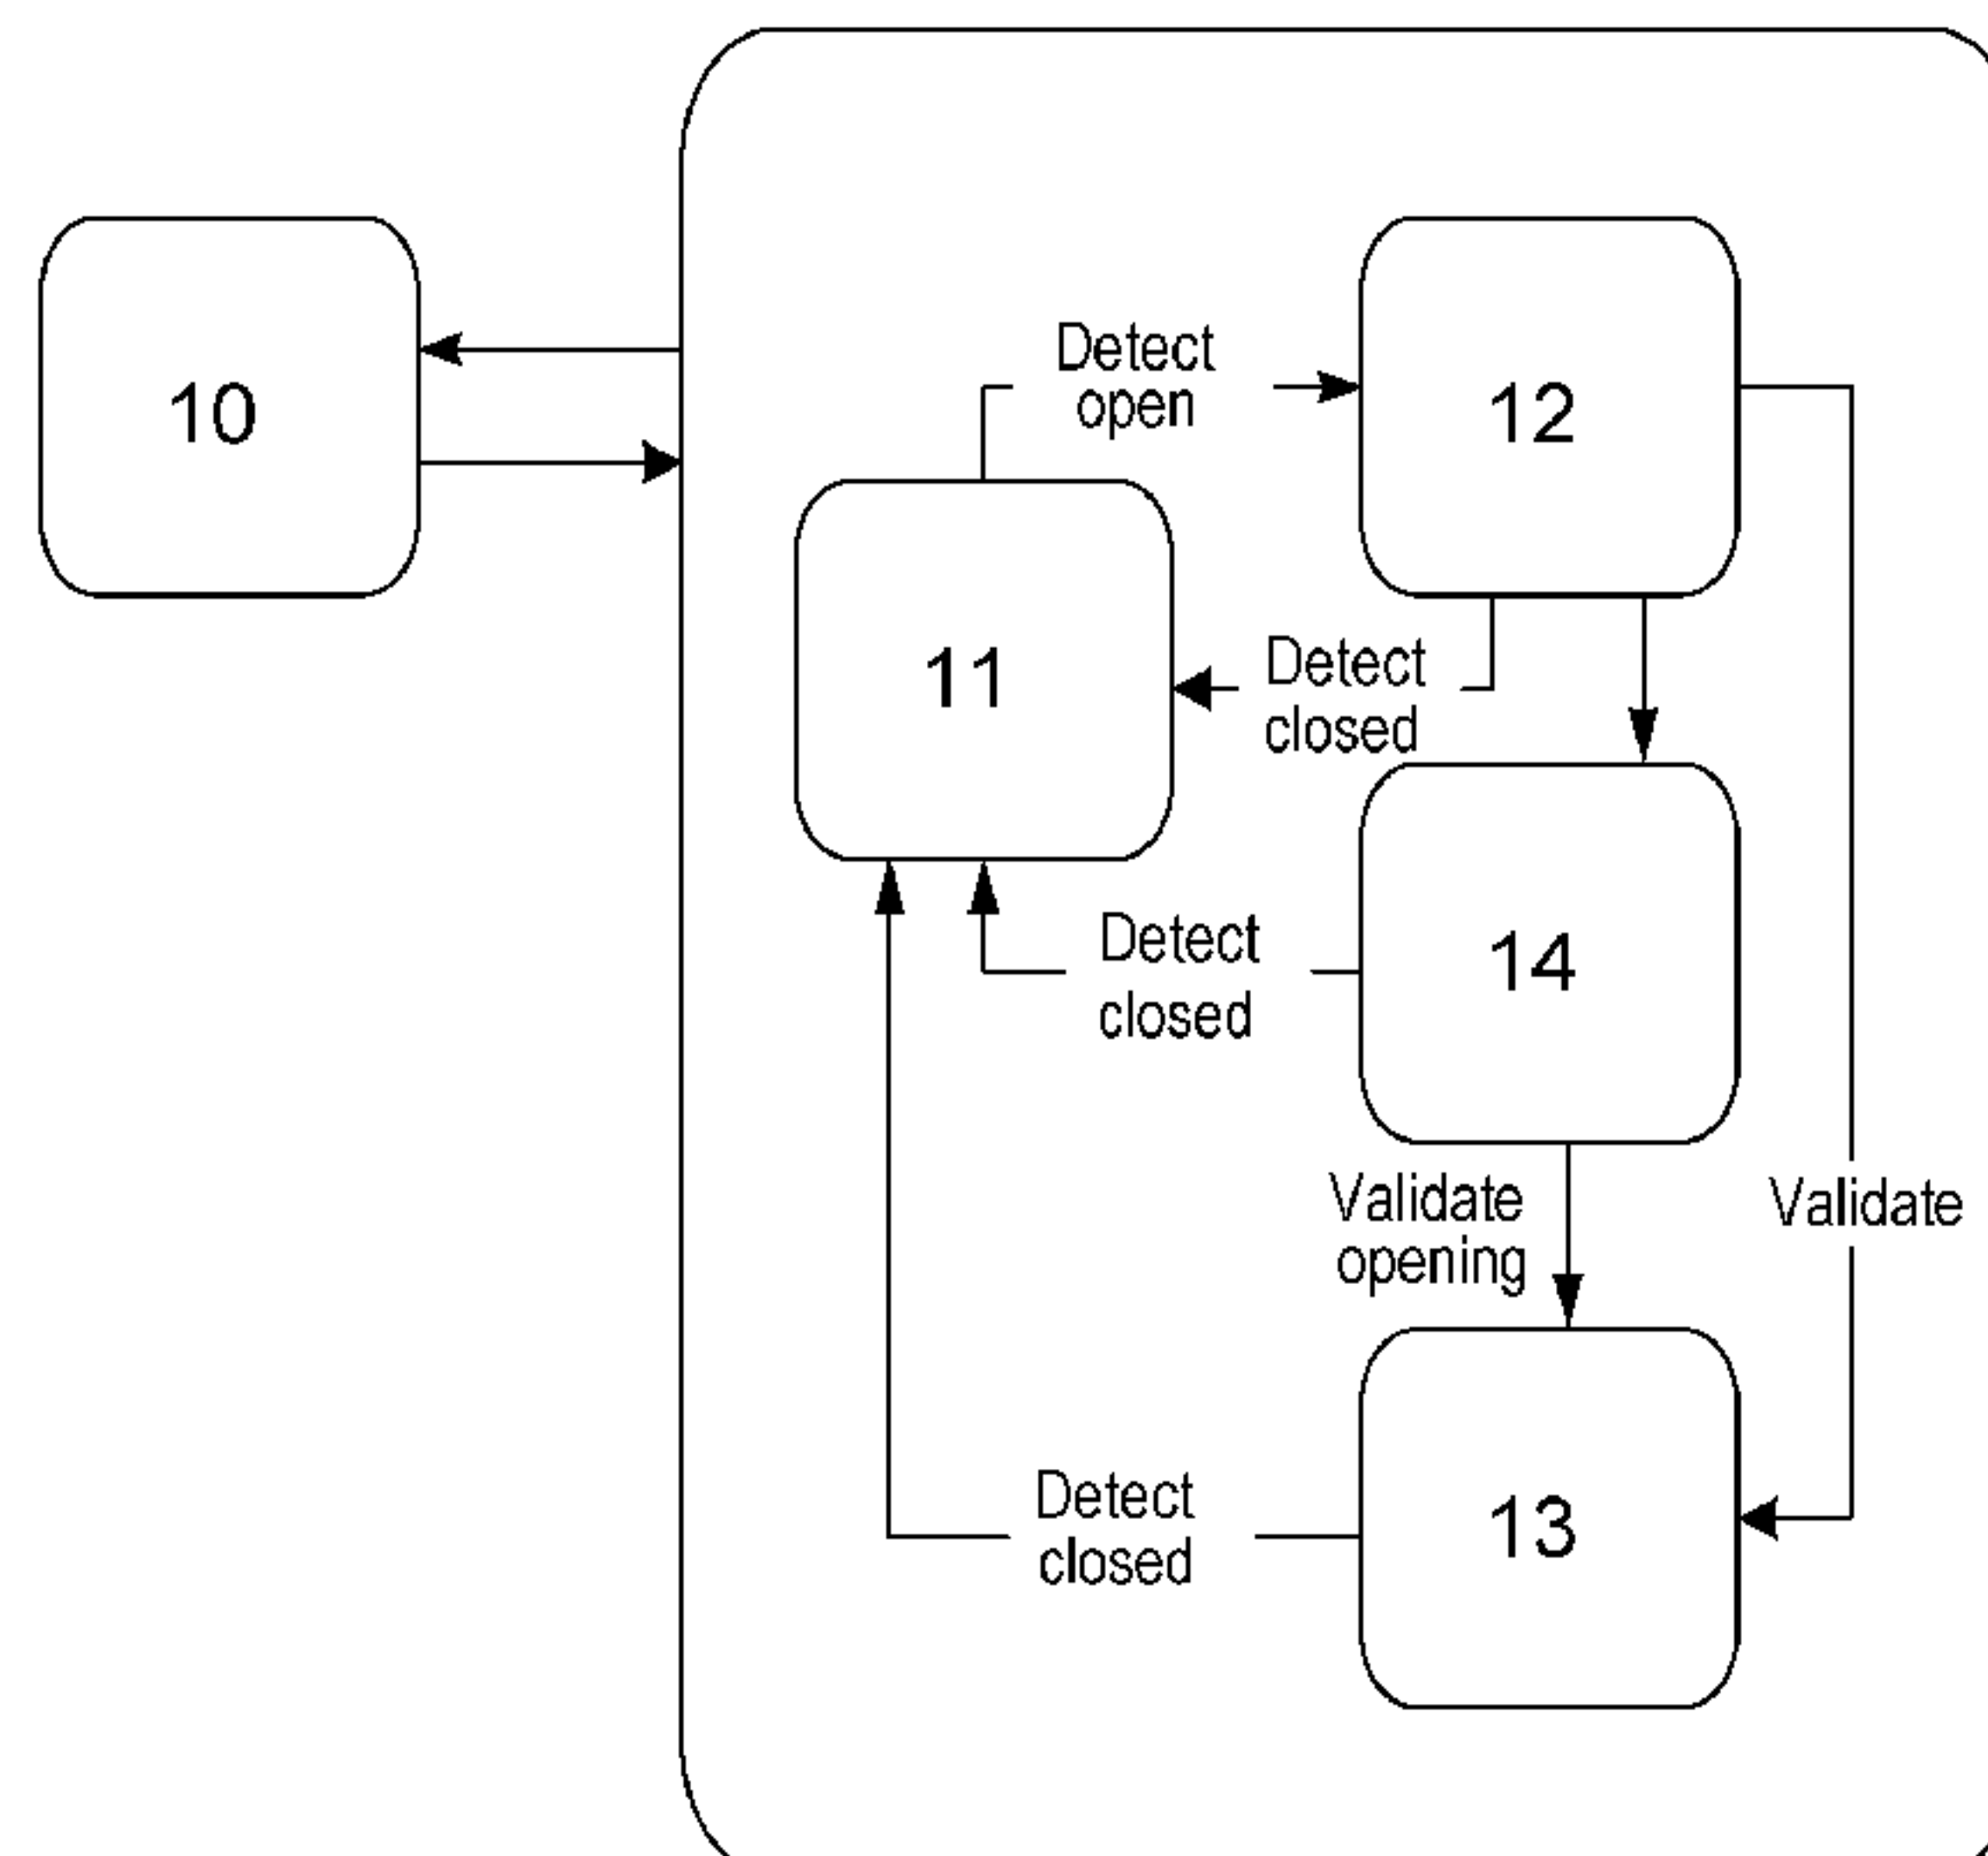 Detect
open
10
12
11
Detect
closed
Detect
closed
14
Validate
opening
Validate
Detect
closed
13